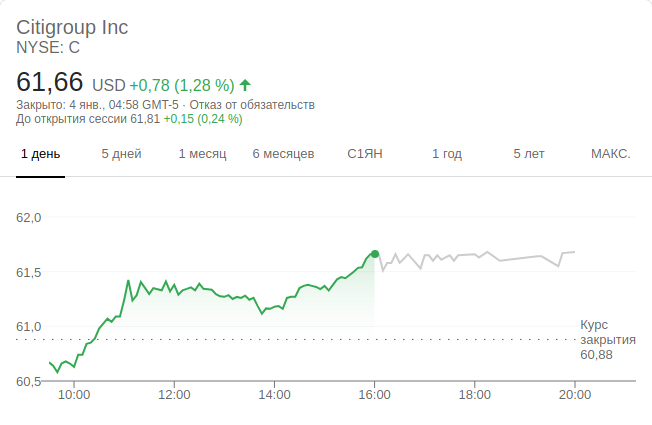 Citigroup Inc
NYSE: C
61,66 USD +0,78 (1,28 %)
Закрыто: 4 янв., 04:58 GMT-5 · Отказ от обязательств
До открытия сессии 61,81 +0,15 (0,24 %)
1 день 5 дней 1 месяц 6 месяцев С1ЯН 1 год 5 лет МАКС.
62,0
61,5
61,0
Курс
закрытия
60,88
60,5
10:00 12:00 14:00 16:00 18:00 20:00